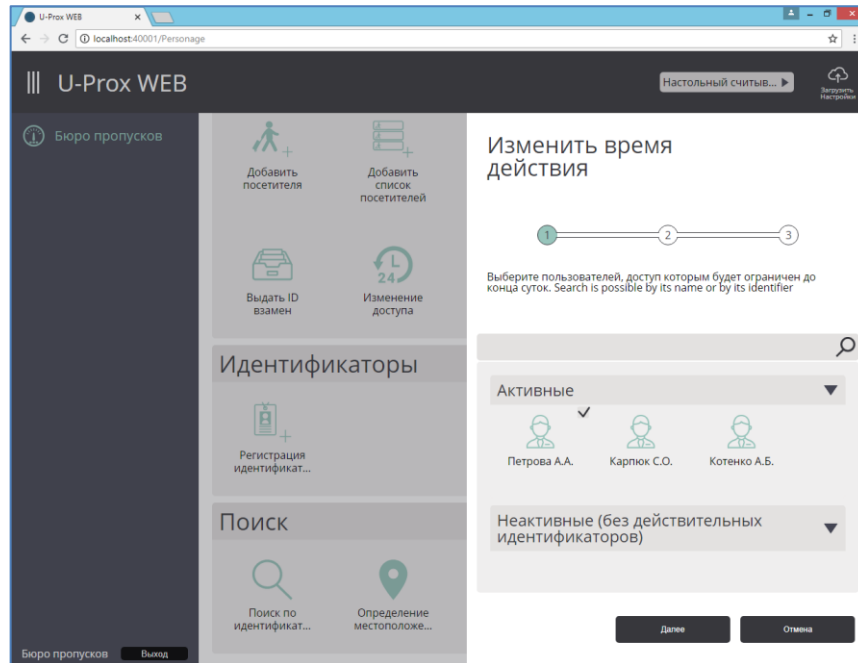 U-Prox WEB
localhost:40001/Personage
U-Prox WEB
Настольный считыв...
Загрузить
Настройки
Бюро пропусков
Добавить
посетителя
Добавить
список
посетителей
24
Выдать ID
взамен
Изменение
доступа
Идентификаторы
Регистрация
идентификат...
Поиск
Поиск по
идентификат...
Определение
местоположе...
Бюро пропусков
Выход
Изменить время
действия
1
2
3
Выберите пользователей, доступ которым будет ограничен до
конца суток. Search is possible by its name or by its identifier
Активные
Петрова А.А.
Карпюк С.О.
Котенко А.Б.
Неактивные (без действительных
идентификаторов)
Далее
Отмена